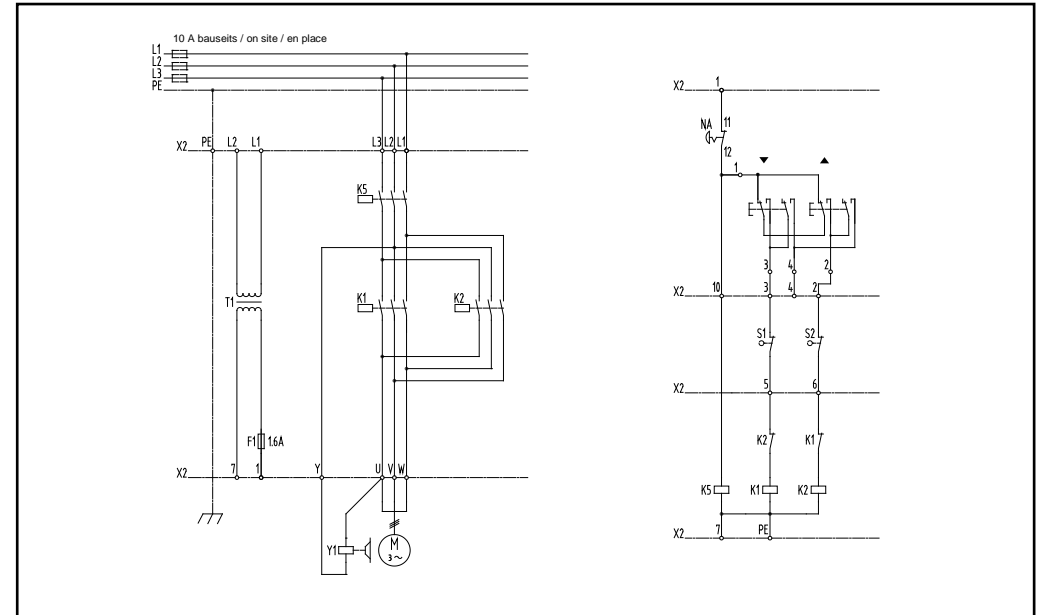 10 A bauseits / on site / en place
L1
L2
L3
PE
X2 PE L2 L1 L3 L2 L1
K5
K1 K2
T1
F1 1.6A
X2 7 1 Y U V W
Y1
M
3~
X2 1
NA 11
12
1 ▼ ▲
3 4 2
X2 10 3 4 2
S1 S2
X2 5 6
K2 K1
K5 K1 K2
X2 7 PE